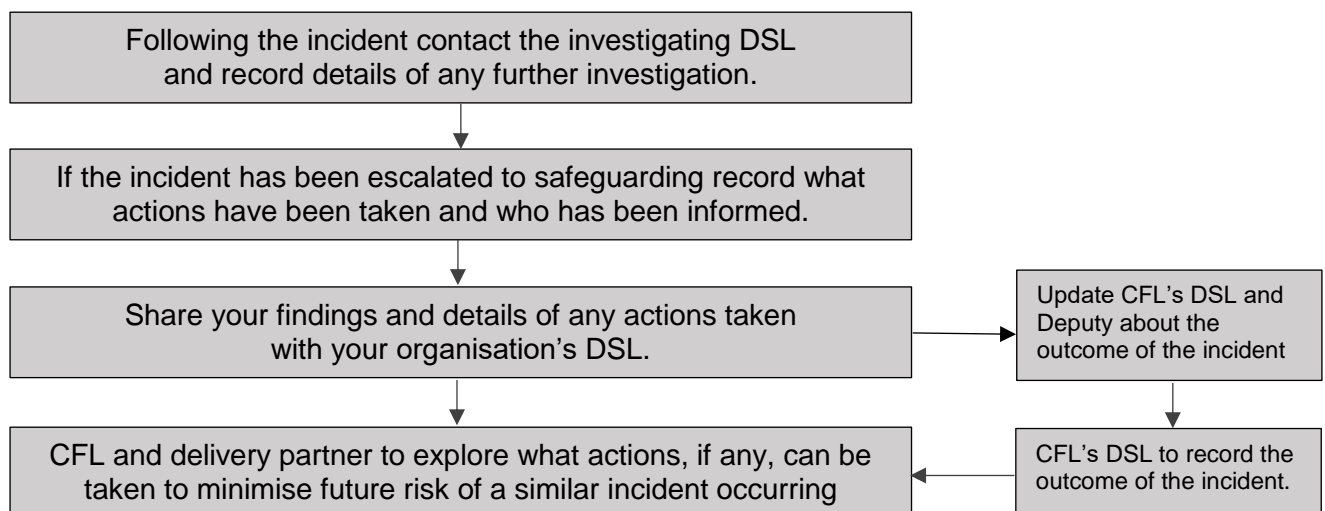 Following the incident contact the investigating DSL
and record details of any further investigation.
If the incident has been escalated to safeguarding record what
actions have been taken and who has been informed.
Share your findings and details of any actions taken
with your organisation's DSL.
Update CFL's DSL and
Deputy about the
outcome of the incident
CFL and delivery partner to explore what actions, if any, can be
taken to minimise future risk of a similar incident occurring
CFL's DSL to record the
outcome of the incident.